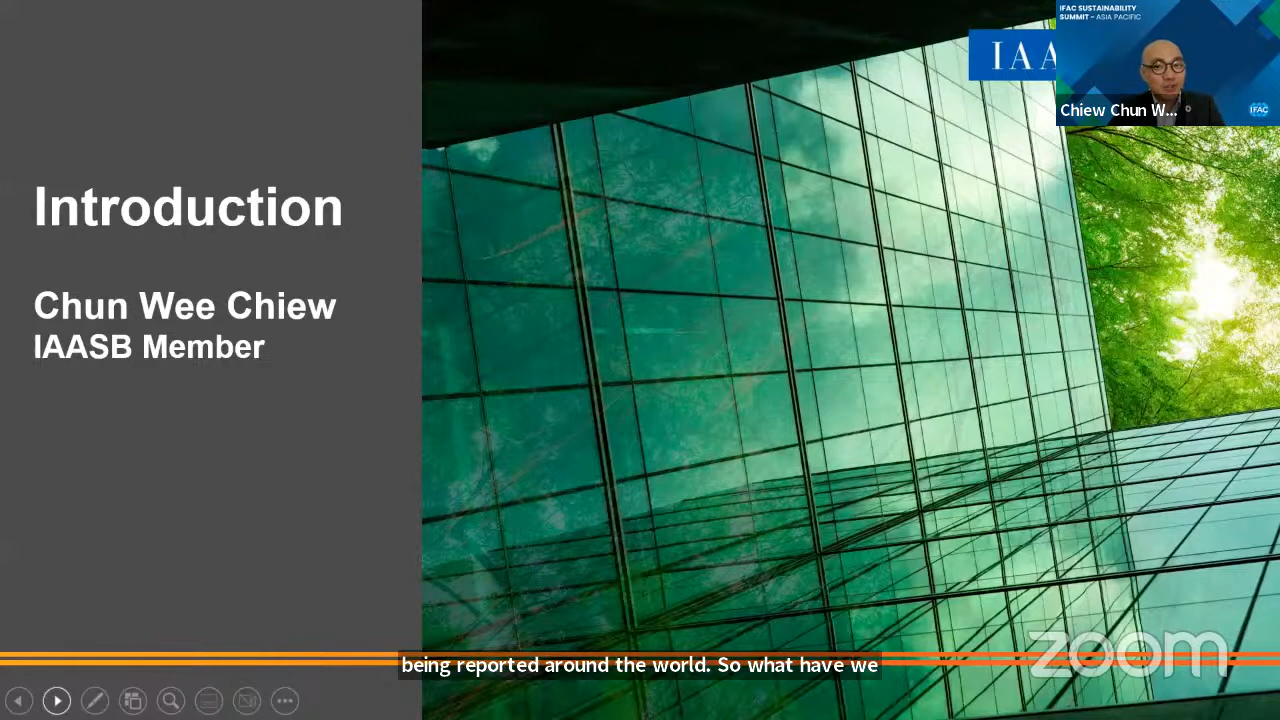 Introduction
Chun Wee Chiew
IAASB Member
IAA
IFAC SUSTAINABILITY
SUMMIT - ASIA PACIFIC
Chiew Chun W...
IFAC
being reported around the world. So what have we
zoom